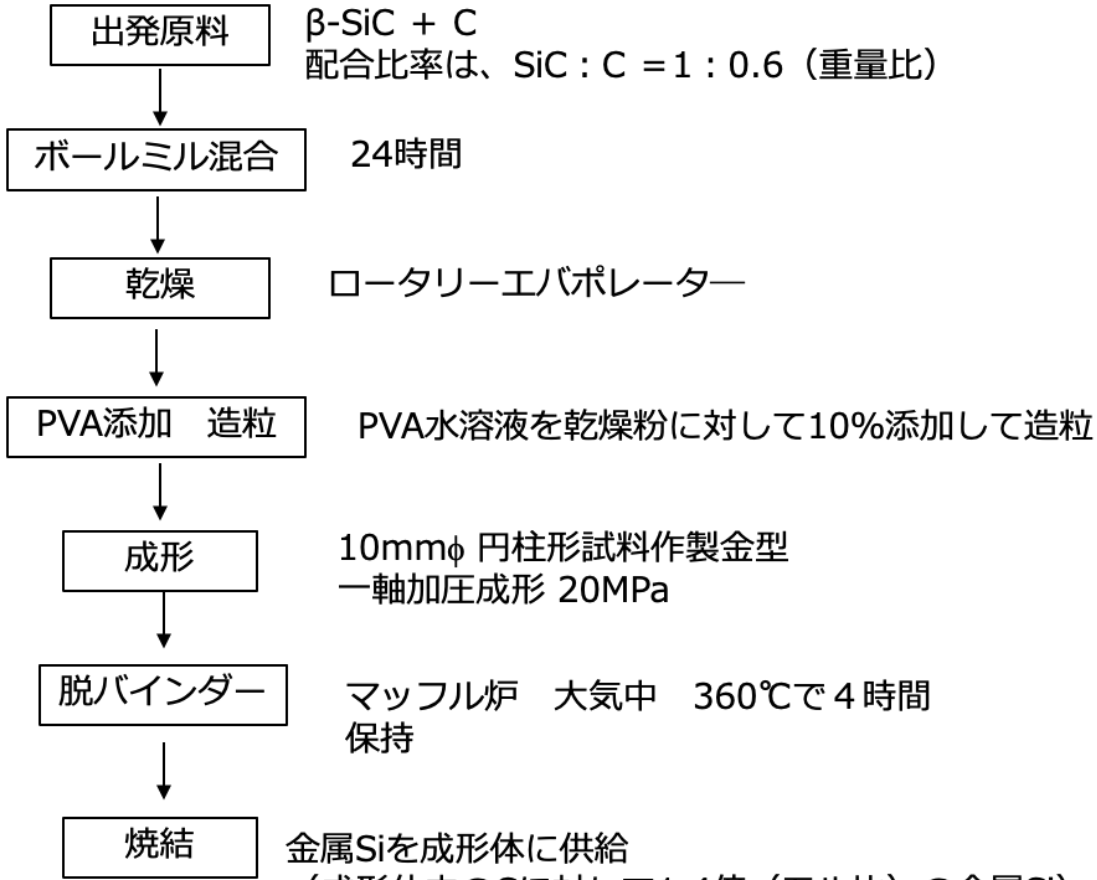 出発原料
β-SiC + C
配合比率は、SiC：C ＝1：0.6（重量比）
ボールミル混合
24時間
乾燥
ロータリーエバポレータ―
PVA添加　造粒
PVA水溶液を乾燥粉に対して10%添加して造粒
成形
10mmϕ 円柱形試料作製金型
一軸加圧成形 20MPa
脱バインダー
マッフル炉　大気中　360℃で４時間
保持
焼結
金属Siを成形体に供給